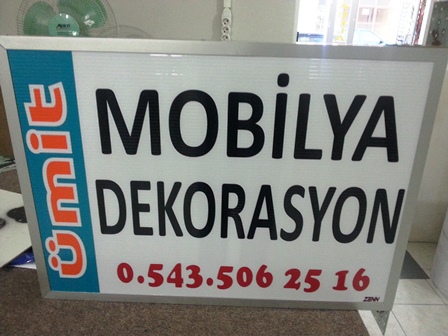 ümit
MOBİLYA
DEKORASYON
0.543.506 25 16